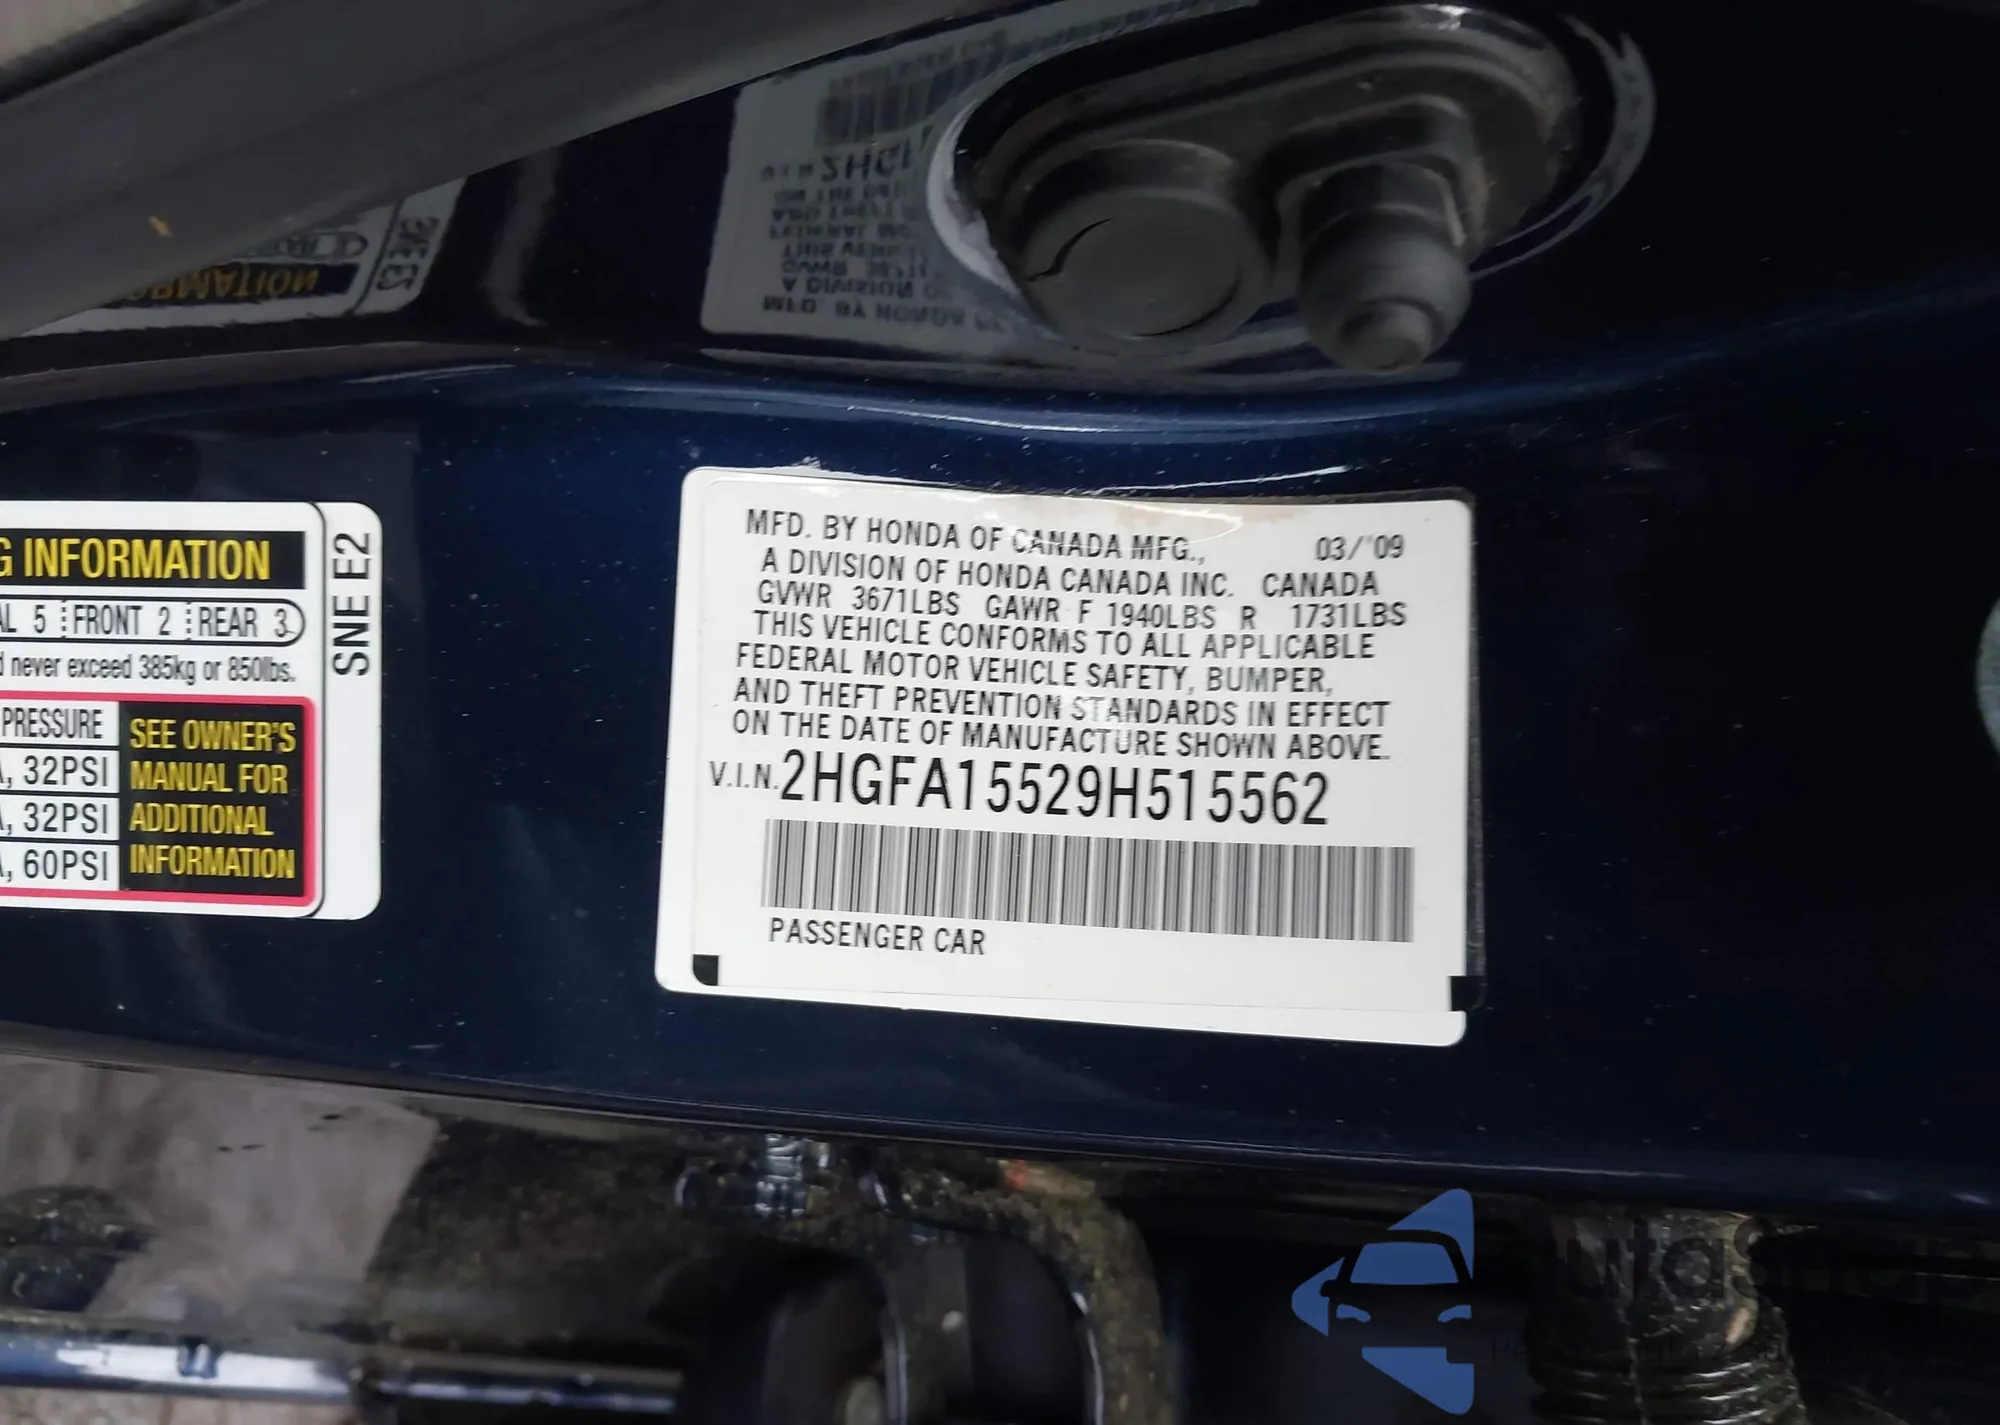 G INFORMATION
AL 5 FRONT 2 REAR 3
never exceed 385kg or 850lbs.
PRESSURE
, 32PSI
, 32PSI
, 60PSI
SEE OWNER'S
MANUAL FOR
ADDITIONAL
INFORMATION
SNE E2
MFD. BY HONDA OF CANADA MFG., 03/'09
A DIVISION OF HONDA CANADA INC. CANADA
GVWR 3671LBS GAWR F 1940LBS R 1731LBS
THIS VEHICLE CONFORMS TO ALL APPLICABLE
FEDERAL MOTOR VEHICLE SAFETY, BUMPER,
AND THEFT PREVENTION STANDARDS IN EFFECT
ON THE DATE OF MANUFACTURE SHOWN ABOVE.
V.I.N. 2HGFA15529H515562
PASSENGER CAR